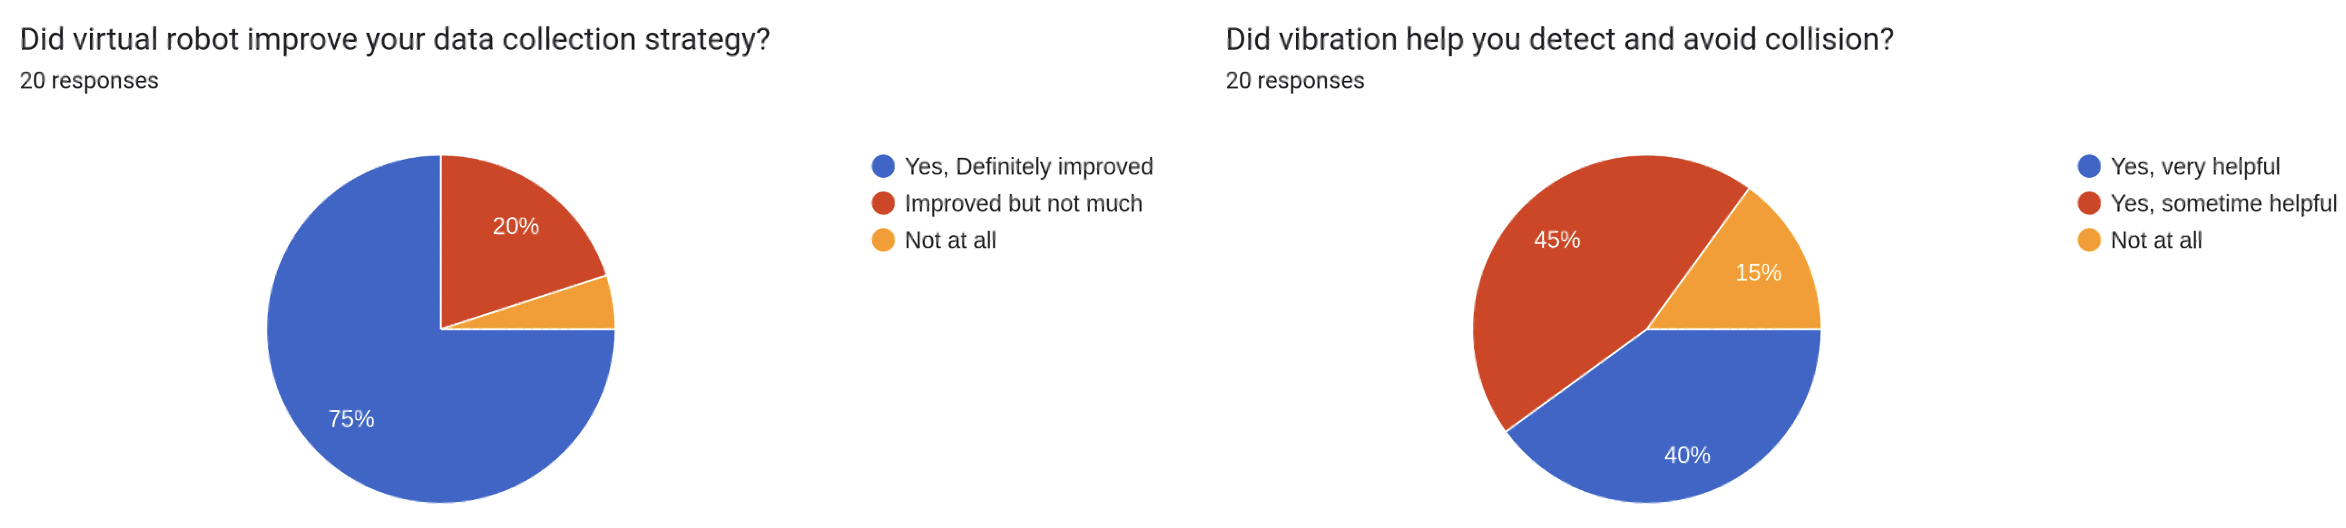 Did virtual robot improve your data collection strategy?
20 responses
Yes, Definitely improved
Improved but not much
Not at all
20%
75%
Did vibration help you detect and avoid collision?
20 responses
Yes, very helpful
Yes, sometime helpful
Not at all
45%
15%
40%